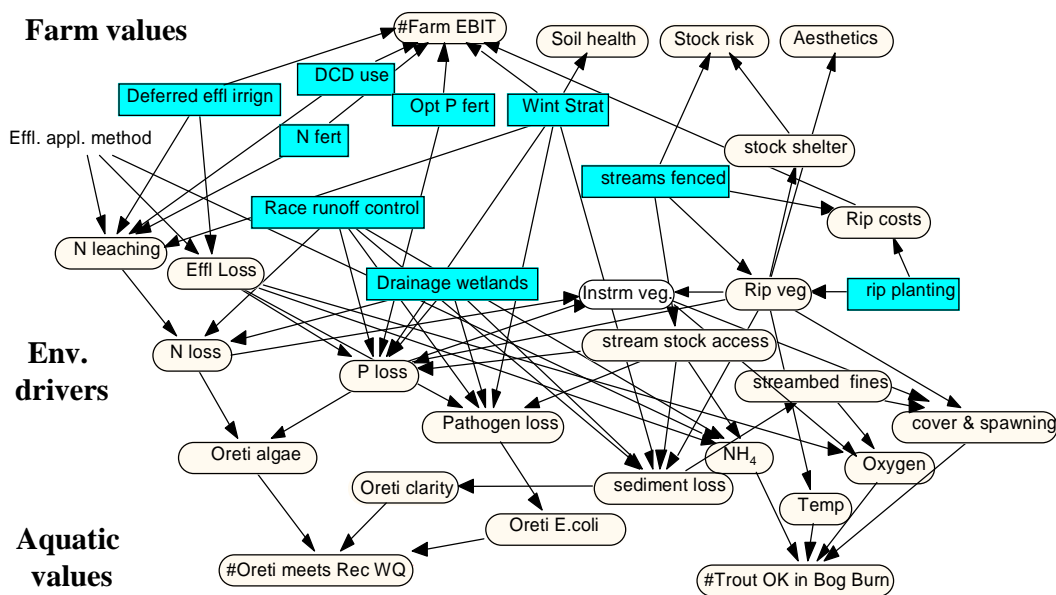 Farm values
#Farm EBIT
Soil health
Stock risk
Aesthetics
DCD use
Deferred effl irrign
Opt P fert
Wint Strat
Effl. appl. method
N fert
stock shelter
streams fenced
Race runoff control
Rip costs
N leaching
Effl Loss
Drainage wetlands
Instrm veg.
Rip veg
rip planting
Env.
drivers
N loss
P loss
stream stock access
streambed fines
Pathogen loss
cover & spawning
Oreti algae
NH4
Oxygen
Oreti clarity
sediment loss
Temp
Oreti E.coli
Aquatic
values
#Oreti meets Rec WQ
#Trout OK in Bog Burn